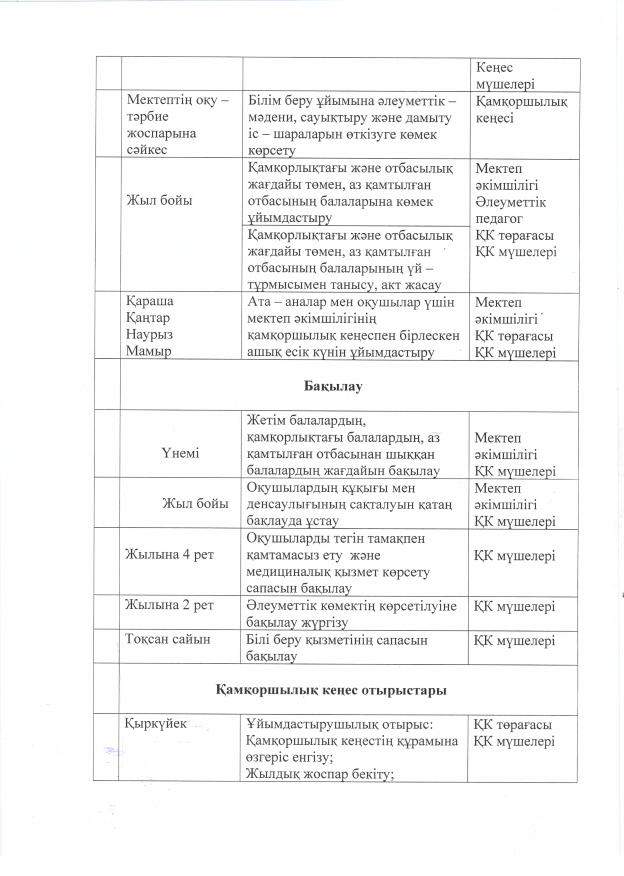 Кеңес
мүшелері
Мектептің оқу –
тәрбие
жоспарына
сәйкес
Білім беру ұйымына әлеуметтік –
мәдени, сауықтыру және дамыту
іс – шараларын өткізуге көмек
көрсету
Қамқоршылық
кеңесі
Жыл бойы
Қамқорлықтағы және отбасылық
жағдайы төмен, аз қамтылған
отбасының балаларына көмек
ұйымдастыру
Қамқорлықтағы және отбасылық
жағдайы төмен, аз қамтылған
отбасының балаларының үй –
тұрмысымен танысу, акт жасау
Мектеп
әкімшілігі
Әлеуметтік
педагог
ҚК төрағасы
ҚК мүшелері
Қараша
Қаңтар
Наурыз
Мамыр
Ата – аналар мен оқушылар үшін
мектеп әкімшілігінің
қамқоршылық кеңеспен бірлескен
ашық есік күнін ұйымдастыру
Мектеп
әкімшілігі
ҚК төрағасы
ҚК мүшелері
Бақылау
Үнемі
Жетім балалардың,
қамқорлықтағы балалардың, аз
қамтылған отбасынан шыққан
балалардың жағдайын бақылау
Мектеп
әкімшілігі
ҚК мүшелері
Жыл бойы
Оқушылардың құқығы мен
денсаулығының сақталуын қатаң
бақлауда ұстау
Мектеп
әкімшілігі
ҚК мүшелері
Жылына 4 рет
Оқушыларды тегін тамақпен
қамтамасыз ету және
медициналық қызмет көрсету
сапасын бақылау
ҚК мүшелері
Жылына 2 рет
Әлеуметтік көмектің көрсетілуіне
бақылау жүргізу
ҚК мүшелері
Тоқсан сайын
Білі беру қызметінің сапасын
бақылау
ҚК мүшелері
Қамқоршылық кеңес отырыстары
Қыркүйек
Ұйымдастырушылық отырыс:
Қамқоршылық кеңестің құрамына
өзгеріс енгізу;
Жылдық жоспар бекіту;
ҚК төрағасы
ҚК мүшелері